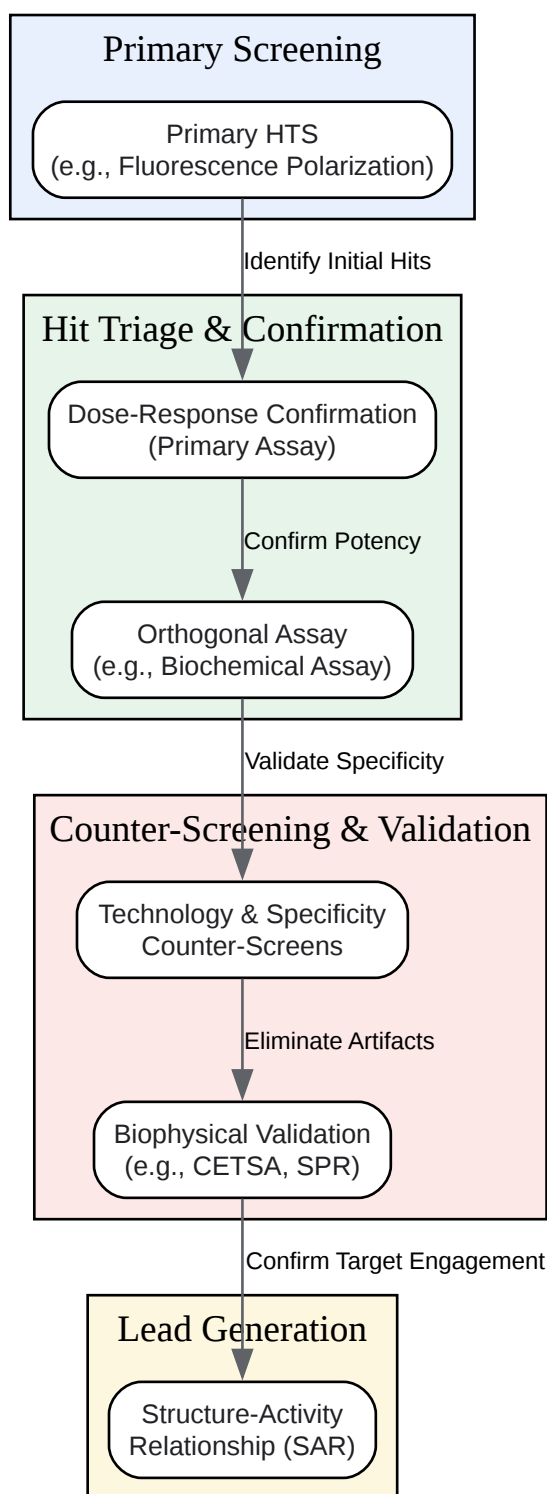 Primary Screening
Primary HTS
(e.g., Fluorescence Polarization)
Identify Initial Hits
Hit Triage & Confirmation
Dose-Response Confirmation
(Primary Assay)
Confirm Potency
Orthogonal Assay
(e.g., Biochemical Assay)
Validate Specificity
Counter-Screening & Validation
Technology & Specificity
Counter-Screens
Eliminate Artifacts
Biophysical Validation
(e.g., CETSA, SPR)
Confirm Target Engagement
Lead Generation
Structure-Activity
Relationship (SAR)